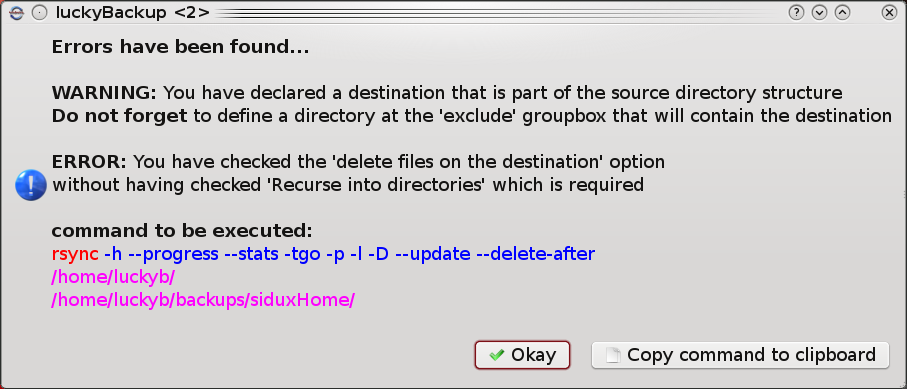 luckyBackup <2>
Errors have been found...
WARNING: You have declared a destination that is part of the source directory structure
Do not forget to define a directory at the 'exclude' groupbox that will contain the destination
ERROR: You have checked the 'delete files on the destination' option
without having checked 'Recurse into directories' which is required
command to be executed:
rsync -h --progress --stats -tgo -p -l -D --update --delete-after
/home/luckyb/
/home/luckyb/backups/siduxHome/
Okay
Copy command to clipboard